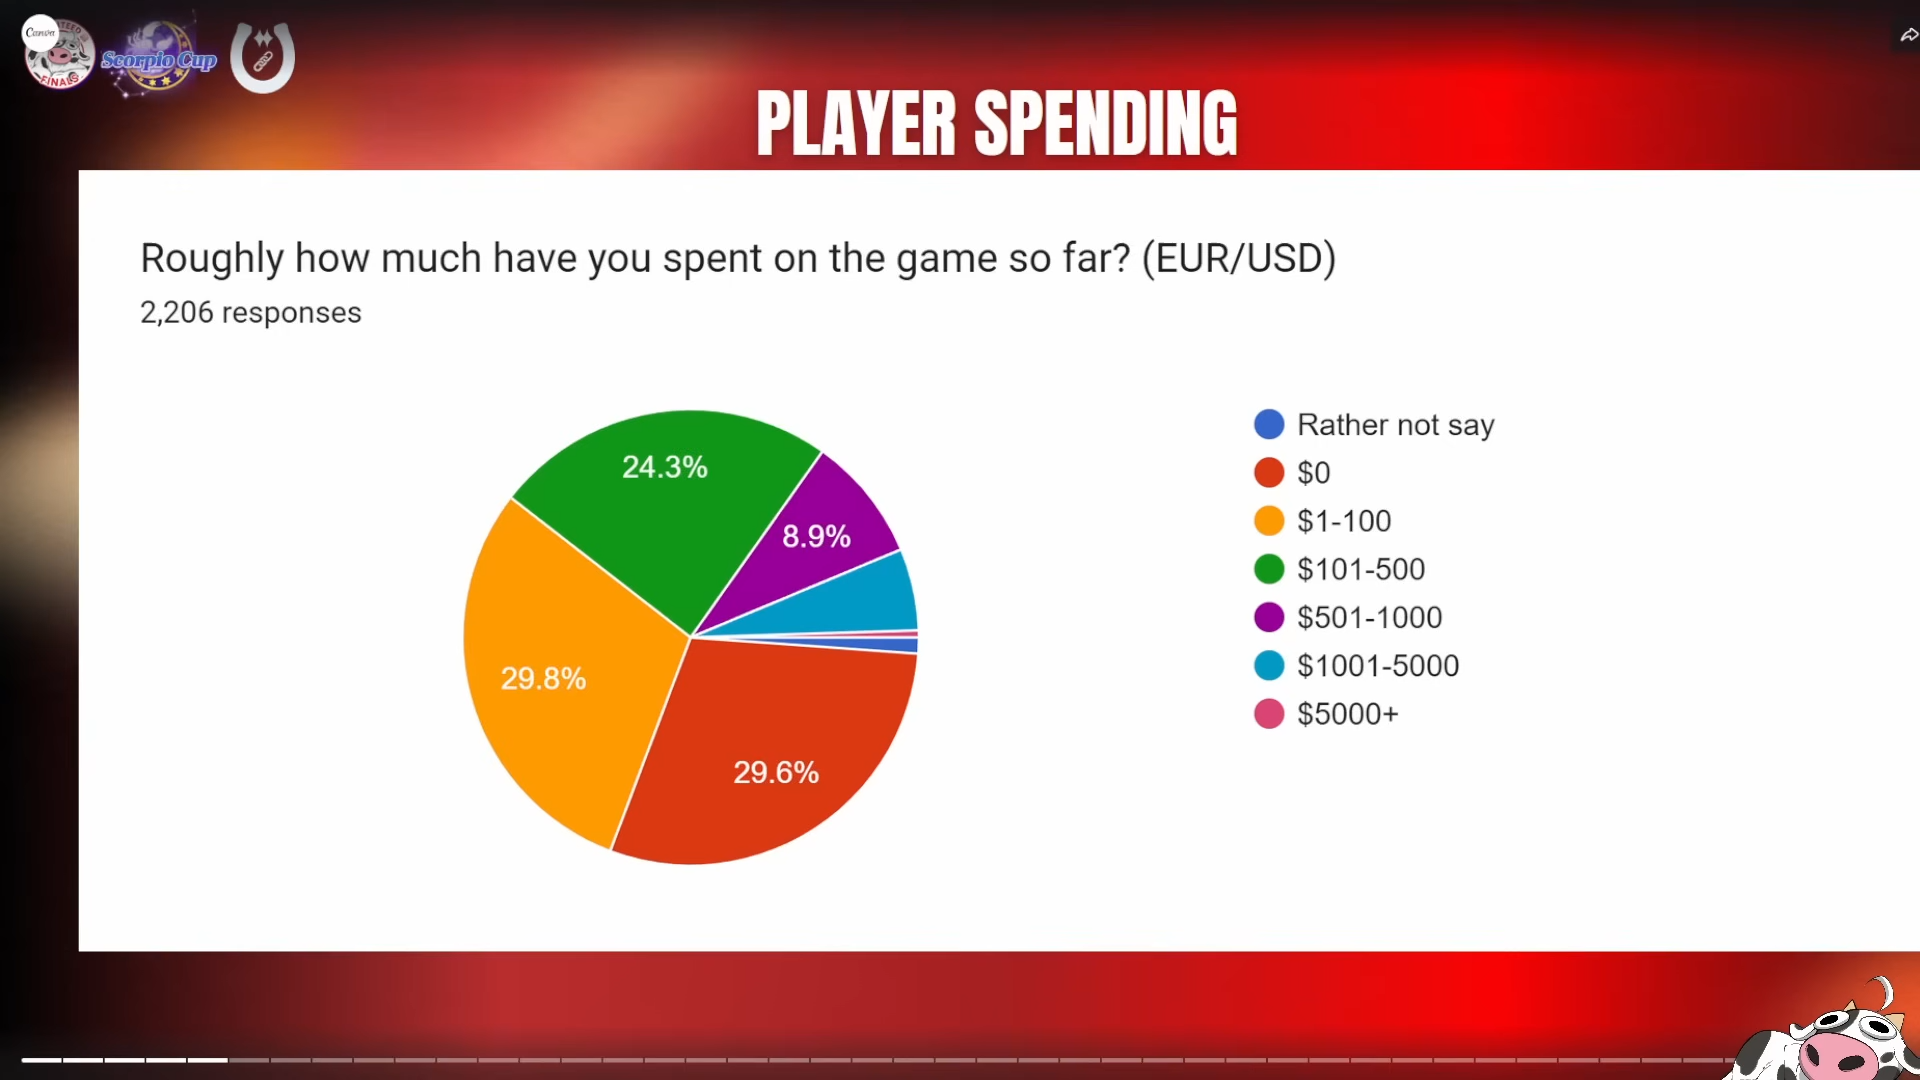 Canva
FINALS
Scorpio Cup
PLAYER SPENDING
Roughly how much have you spent on the game so far? (EUR/USD)
2,206 responses
24.3%
8.9%
29.8%
29.6%
Rather not say
$0
$1-100
$101-500
$501-1000
$1001-5000
$5000+